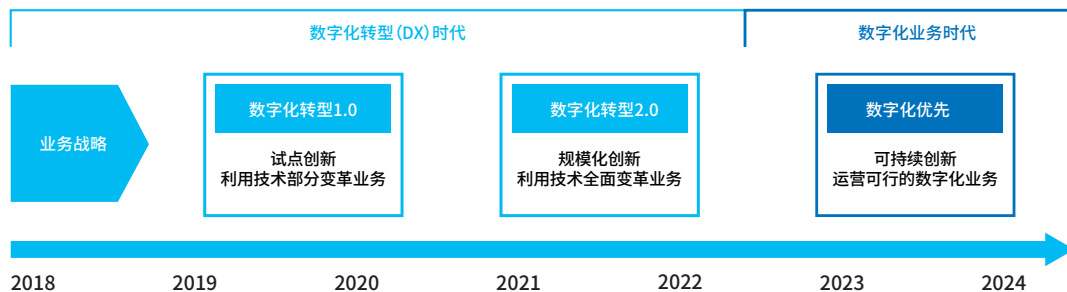 数字化转型（DX）时代
数字化业务时代
业务战略
数字化转型1.0
试点创新
利用技术部分变革业务
数字化转型2.0
规模化创新
利用技术全面变革业务
数字化优先
可持续创新
运营可行的数字化业务
2018
2019
2020
2021
2022
2023
2024